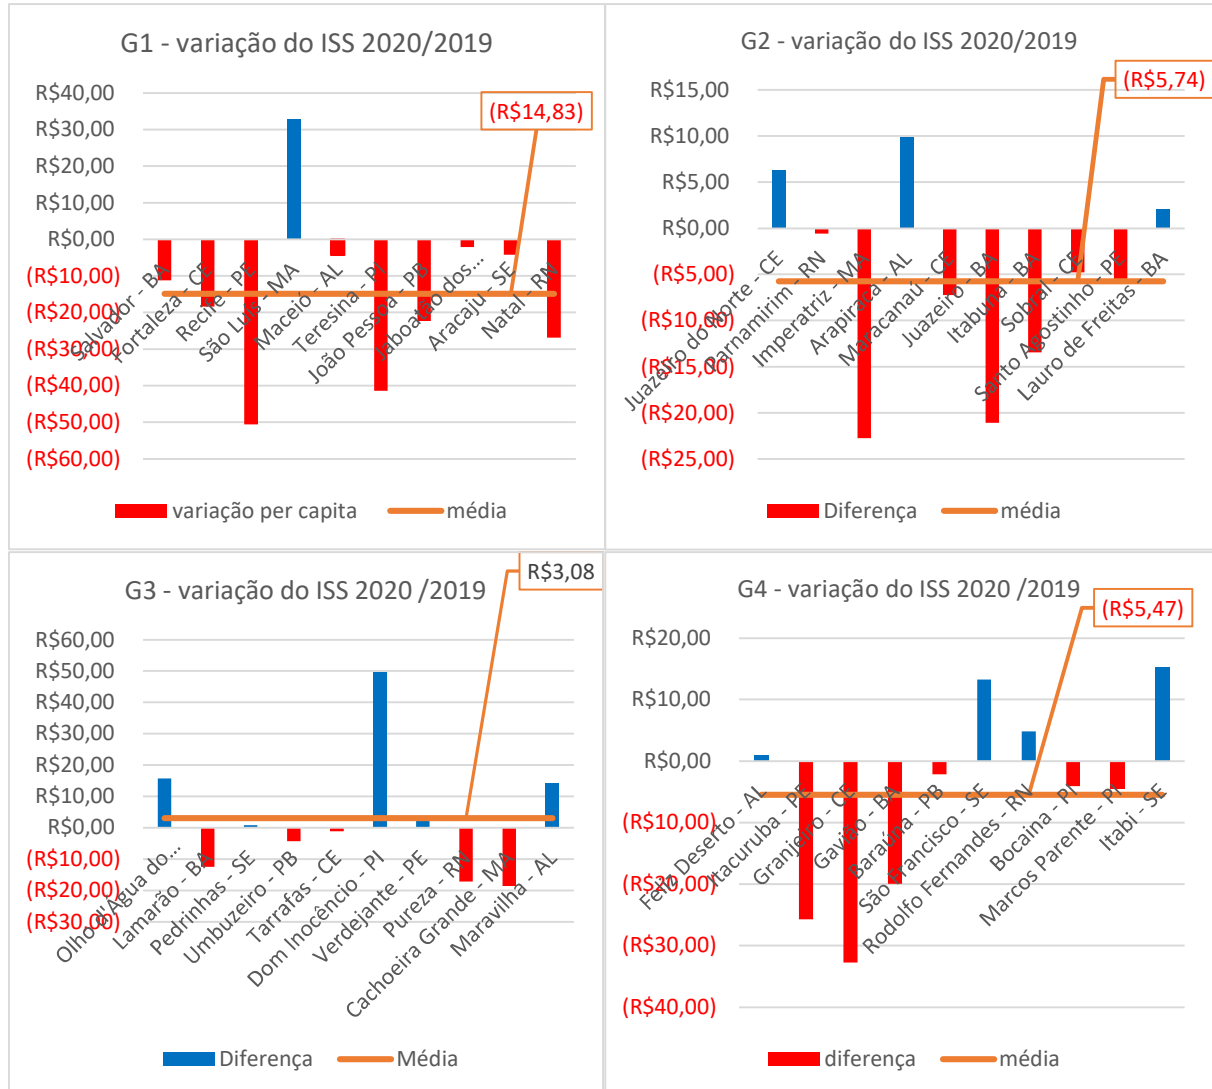 G1 - variação do ISS 2020/2019
(R$14,83)
R$40,00
R$30,00
R$20,00
R$10,00
R$0,00
(R$10,00)
(R$20,00)
(R$30,00)
(R$40,00)
(R$50,00)
(R$60,00)
Salvador - BA
Fortaleza - CE
Recife - PE
São Luís - MA
Maceió - AL
Teresina - PI
João Pessoa - PB
Jaboatão dos...
Aracaju - SE
Natal - RN
variação per capita
média
G2 - variação do ISS 2020/2019
(R$5,74)
R$15,00
R$10,00
R$5,00
R$0,00
(R$5,00)
(R$10,00)
(R$15,00)
(R$20,00)
(R$25,00)
Juazeiro do Norte - CE
Parnamirim - RN
Imperatriz - MA
Arapiraca - AL
Maracanaú - CE
Juazeiro - BA
Itabuna - BA
Sobral - CE
Santo Agostinho - PE
Lauro de Freitas - BA
Diferença
média
G3 - variação do ISS 2020 /2019
R$3,08
R$60,00
R$50,00
R$40,00
R$30,00
R$20,00
R$10,00
R$0,00
(R$10,00)
(R$20,00)
(R$30,00)
Olho d'Água do...
Lamarão - BA
Pedrinhas - SE
Umbuzeiro - PB
Tarrafas - CE
Dom Inocêncio - PI
Verdejante - PE
Pureza - RN
Cachoeira Grande - MA
Maravilha - AL
Diferença
Média
G4 - variação do ISS 2020 /2019
(R$5,47)
R$20,00
R$10,00
R$0,00
(R$10,00)
(R$20,00)
(R$30,00)
(R$40,00)
Feliz Deserto - AL
Itacuruba - PE
Granjeiro - CE
Gavião - BA
Baraúna - PB
São Francisco - SE
Rodolfo Fernandes - RN
Bocaina - PI
Marcos Parente - PI
Itabi - SE
diferença
média